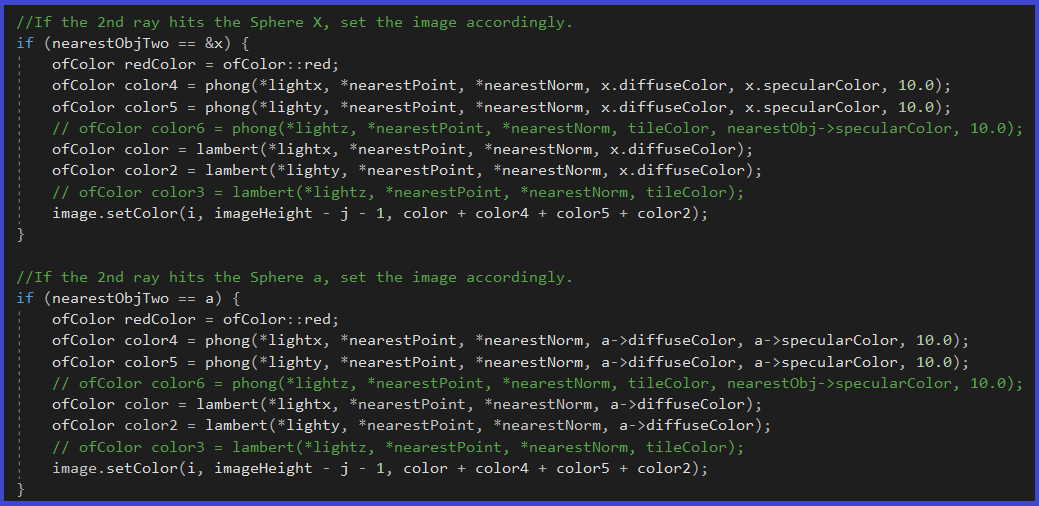 //If the 2nd ray hits the Sphere X, set the image accordingly.
if (nearestObjTwo == &x) {
ofColor redColor = ofColor::red;
ofColor color4 = phong(*lightx, *nearestPoint, *nearestNorm, x.diffuseColor, x.specularColor, 10.0);
ofColor color5 = phong(*lighty, *nearestPoint, *nearestNorm, x.diffuseColor, x.specularColor, 10.0);
// ofColor color6 = phong(*lightz, *nearestPoint, *nearestNorm, tileColor, nearestObj->specularColor, 10.0);
ofColor color = lambert(*lightx, *nearestPoint, *nearestNorm, x.diffuseColor);
ofColor color2 = lambert(*lighty, *nearestPoint, *nearestNorm, x.diffuseColor);
// ofColor color3 = lambert(*lightz, *nearestPoint, *nearestNorm, tileColor);
image.setColor(i, imageHeight - j - 1, color + color4 + color5 + color2);
}
//If the 2nd ray hits the Sphere a, set the image accordingly.
if (nearestObjTwo == a) {
ofColor redColor = ofColor::red;
ofColor color4 = phong(*lightx, *nearestPoint, *nearestNorm, a->diffuseColor, a->specularColor, 10.0);
ofColor color5 = phong(*lighty, *nearestPoint, *nearestNorm, a->diffuseColor, a->specularColor, 10.0);
// ofColor color6 = phong(*lightz, *nearestPoint, *nearestNorm, tileColor, nearestObj->specularColor, 10.0);
ofColor color = lambert(*lightx, *nearestPoint, *nearestNorm, a->diffuseColor);
ofColor color2 = lambert(*lighty, *nearestPoint, *nearestNorm, a->diffuseColor);
// ofColor color3 = lambert(*lightz, *nearestPoint, *nearestNorm, tileColor);
image.setColor(i, imageHeight - j - 1, color + color4 + color5 + color2);
}